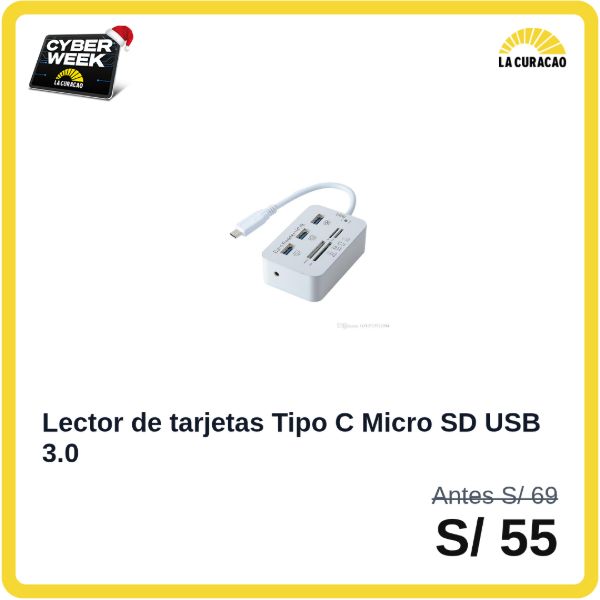 CYBER
WEEK
LA CURACAO
LA CURACAO
Lector de tarjetas Tipo C Micro SD USB
3.0
Antes S/ 69
S/ 55